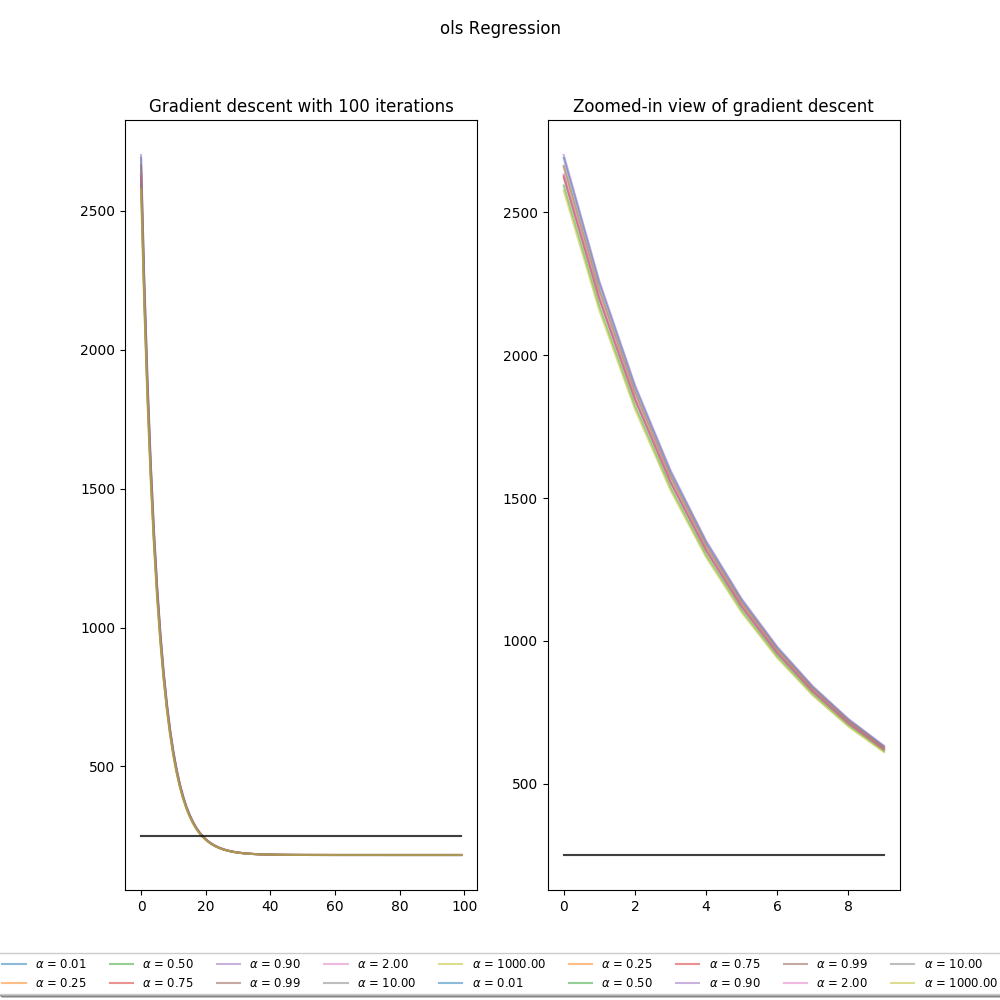 ols Regression
Gradient descent with 100 iterations
Zoomed-in view of gradient descent
2500
2000
1500
1000
500
0 20 40 60 80 100
2500
2000
1500
1000
500
0 2 4 6 8
α = 0.01 α = 0.50 α = 0.90 α = 2.00 α = 1000.00 α = 0.25 α = 0.75 α = 0.99 α = 10.00
α = 0.25 α = 0.75 α = 0.99 α = 10.00 α = 0.01 α = 0.50 α = 0.90 α = 2.00 α = 1000.00